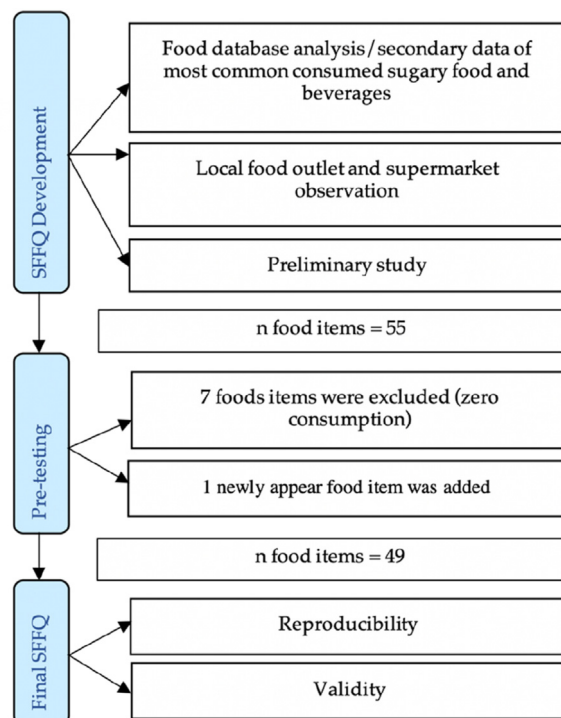 SFFQ Development
Food database analysis/secondary data of
most common consumed sugary food and
beverages
Local food outlet and supermarket
observation
Preliminary study
n food items = 55
Pre-testing
7 foods items were excluded (zero
consumption)
1 newly appear food item was added
n food items = 49
Final SFFQ
Reproducibility
Validity